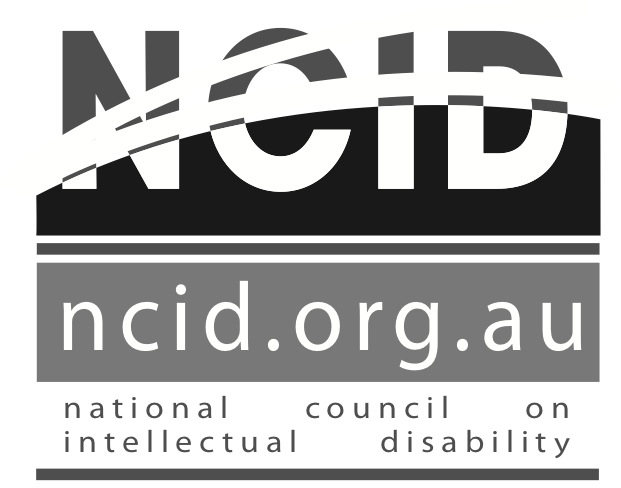 NCID
ncid.org.au
national council on
intellectual disability